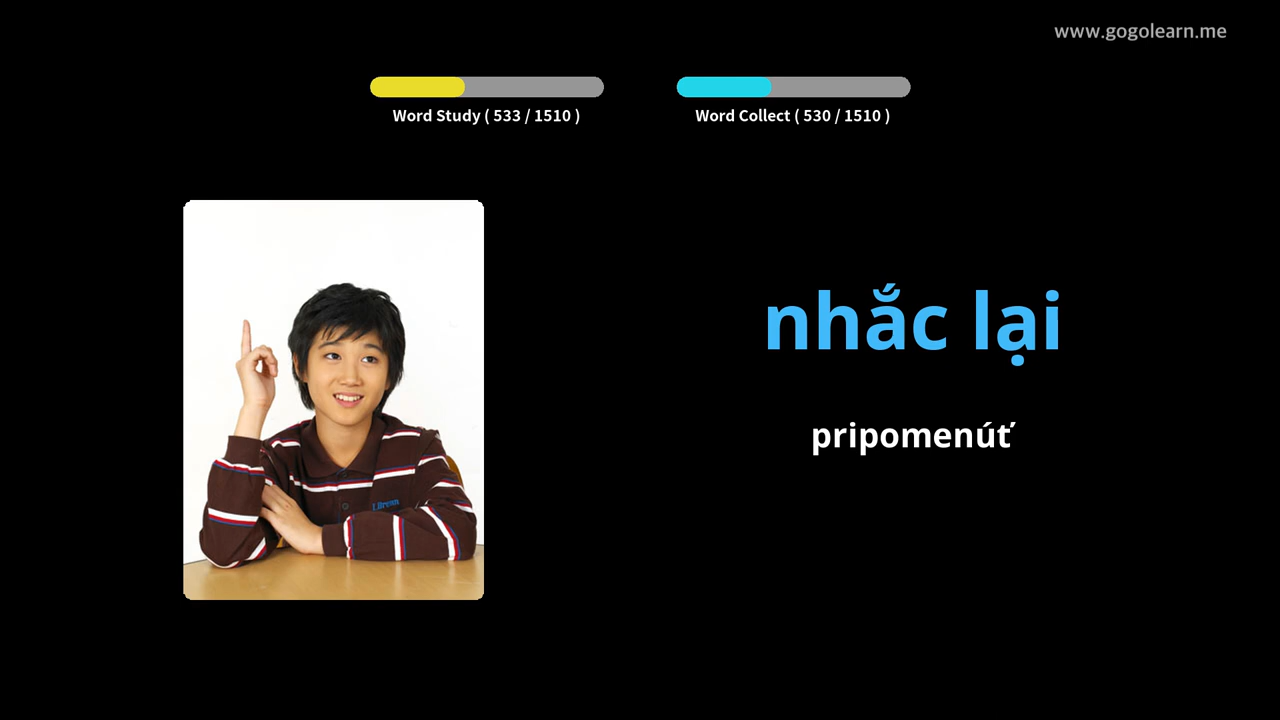 www.gogolearn.me
Word Study ( 533 / 1510 )
Word Collect ( 530 / 1510 )
nhắc lại
pripomenúť